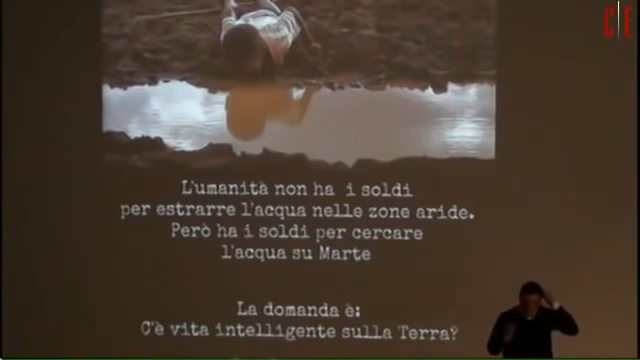 C E
L'umanità non ha i soldi
per estrarre l'acqua nelle zone aride.
Però ha i soldi per cercare
l'acqua su Marte
La domanda è:
C'è vita intelligente sulla Terra?